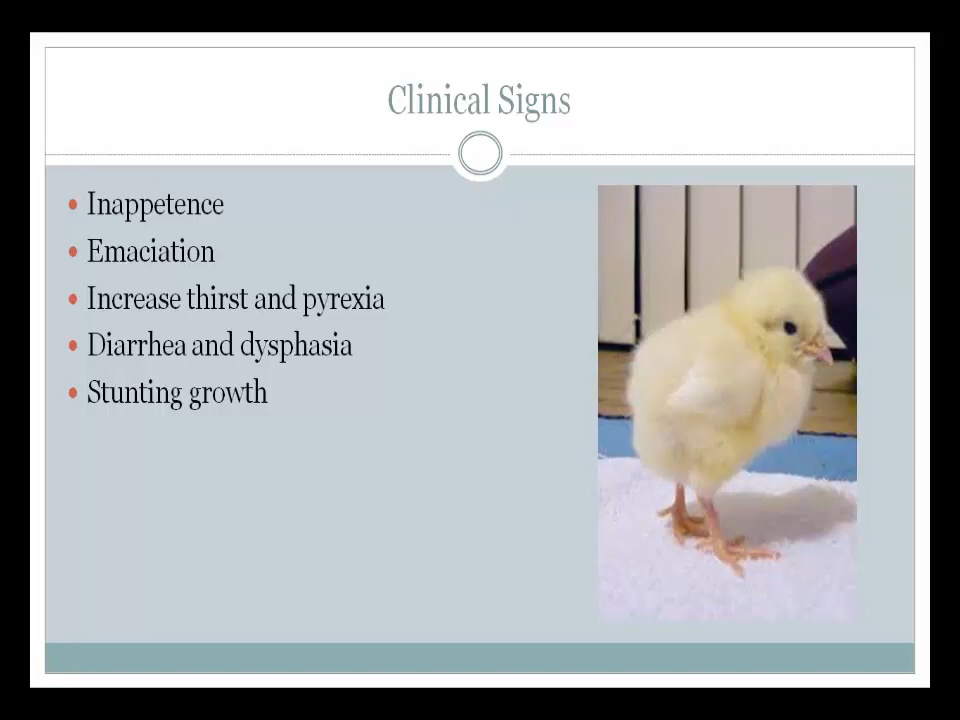 Clinical Signs
Inappetence
Emaciation
Increase thirst and pyrexia
Diarrhea and dysphasia
Stunting growth